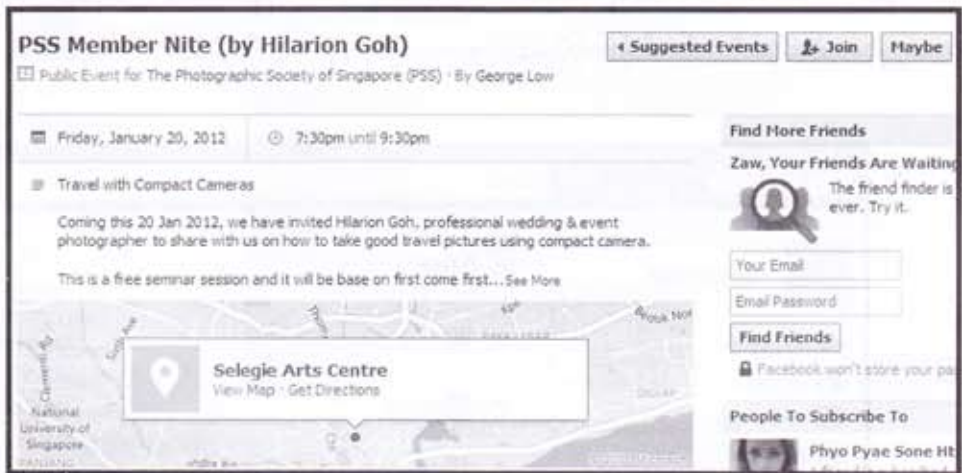 PSS Member Nite (by Hilarion Goh)
Suggested Events
Join
Maybe
Public Event for The Photographic Society of Singapore (PSS) · By George Low
Friday, January 20, 2012
7:30pm until 9:30pm
Travel with Compact Cameras
Coming this 20 Jan 2012, we have invited Hilarion Goh, professional wedding & event
photographer to share with us on how to take good travel pictures using compact camera.
This is a free seminar session and it will be base on first come first... See More
Selegie Arts Centre
View Map · Get Directions
National
University of
Singapore
Find More Friends
Zaw, Your Friends Are Waiting
The friend finder is
ever. Try it.
Your Email
Email Password
Find Friends
Facebook won't store your pa
People To Subscribe To
Phyo Pyae Sone Ht